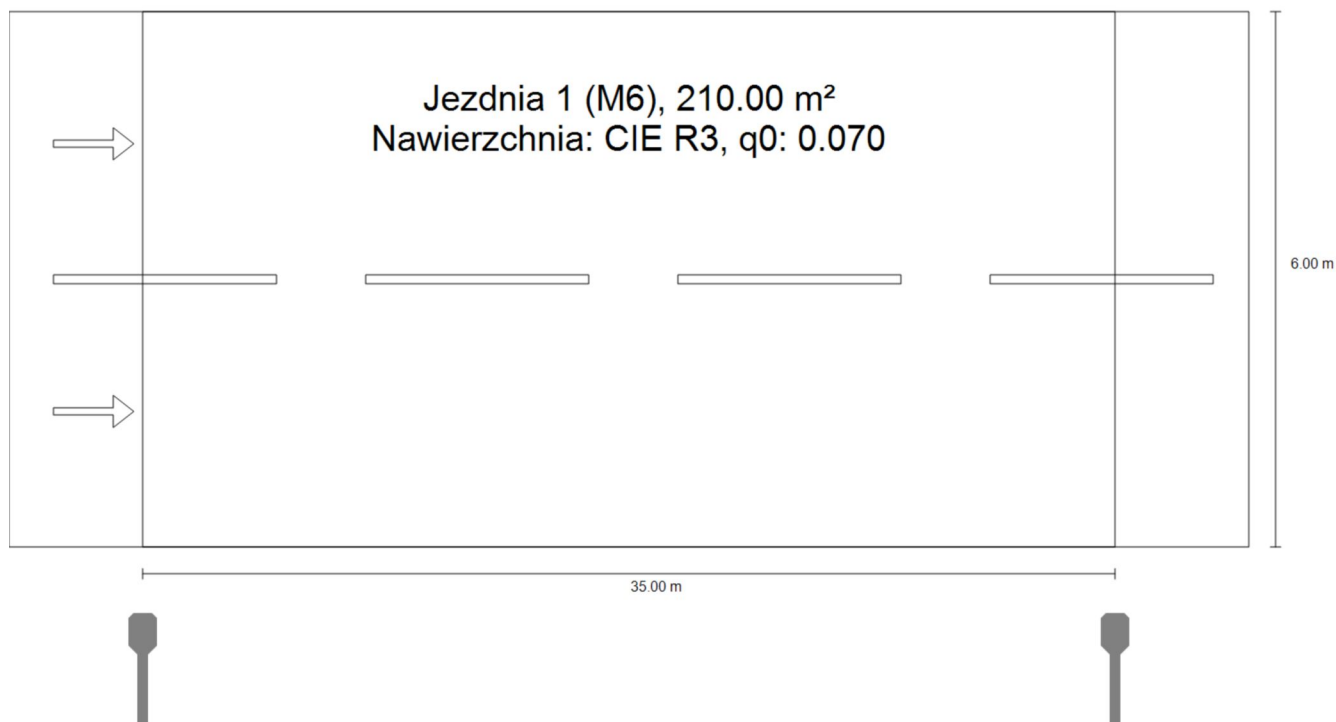 Jezdnia 1 (M6), 210.00 m²
Nawierzchnia: CIE R3, q0: 0.070
6.00 m
35.00 m